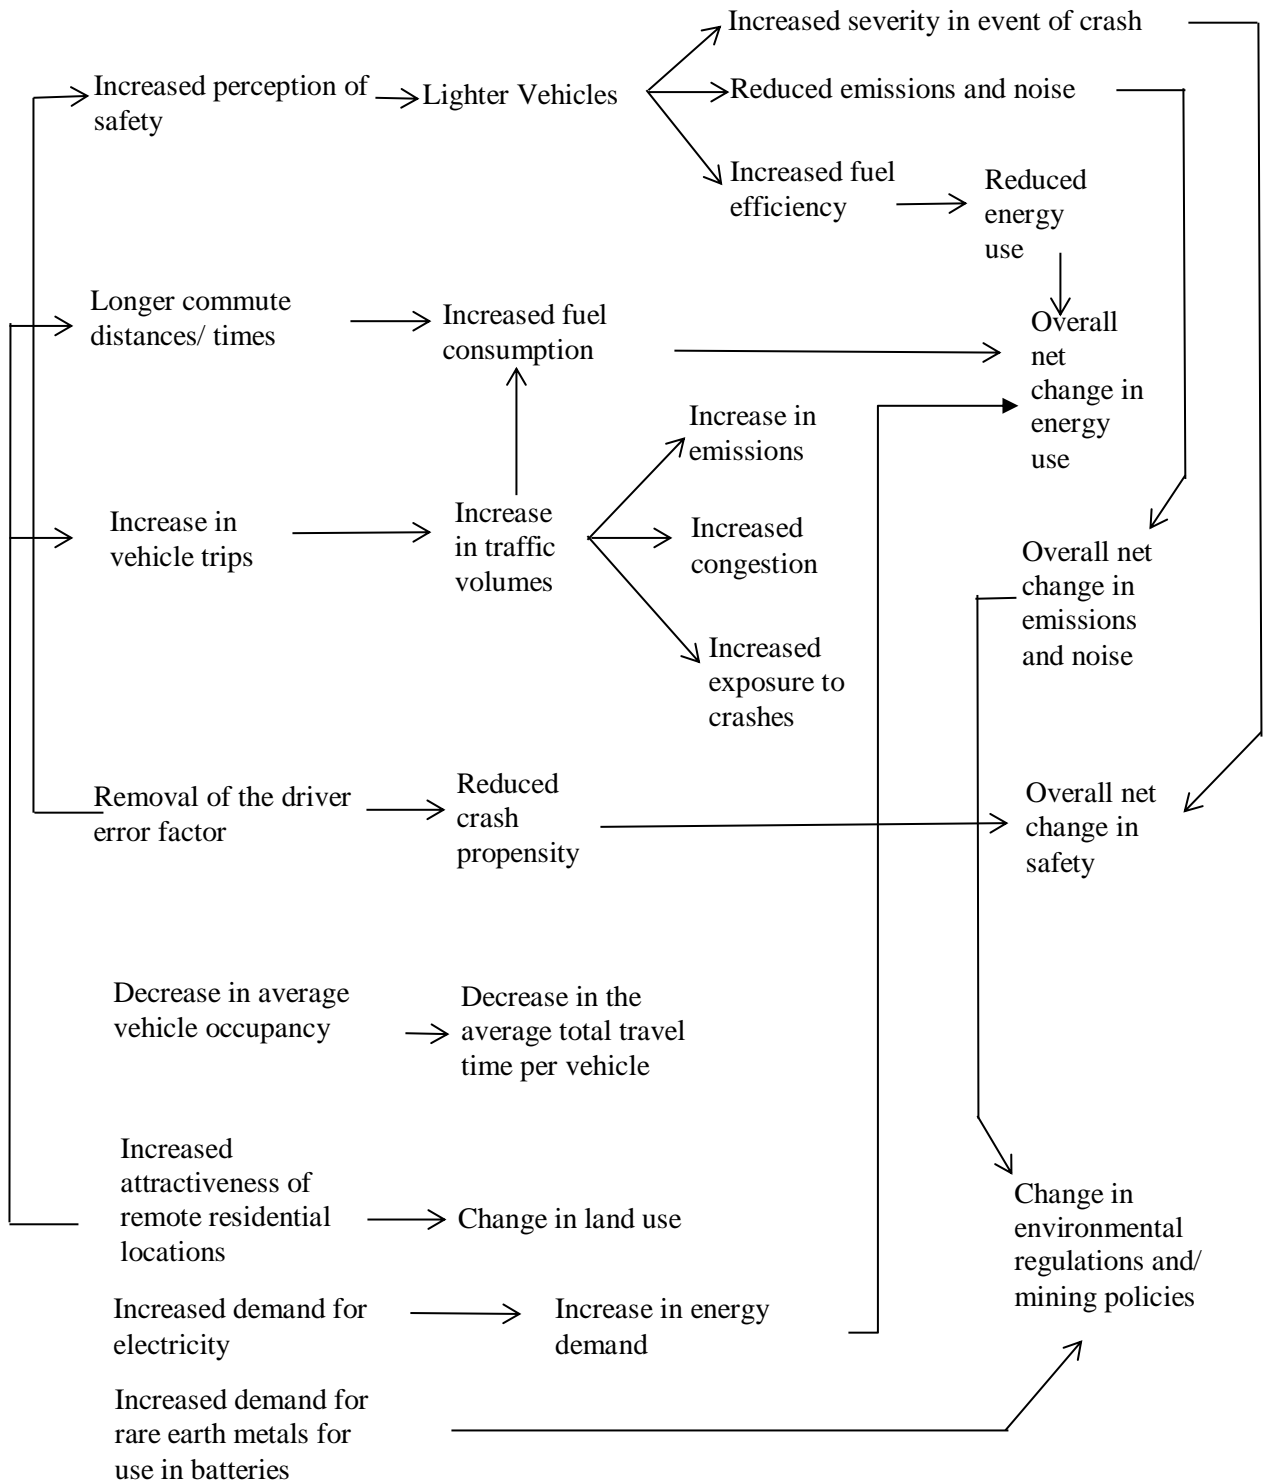 Increased severity in event of crash
Increased perception of
safety
Lighter Vehicles
Reduced emissions and noise
Increased fuel
efficiency
Reduced
energy
use
Longer commute
distances/ times
Increased fuel
consumption
Overall
net
change in
energy
use
Increase in
emissions
Increase in
vehicle trips
Increase
in traffic
volumes
Increased
congestion
Overall net
change in
emissions
and noise
Increased
exposure to
crashes
Removal of the driver
error factor
Reduced
crash
propensity
Overall net
change in
safety
Decrease in average
vehicle occupancy
Decrease in the
average total travel
time per vehicle
Increased
attractiveness of
remote residential
locations
Change in land use
Change in
environmental
regulations and/
mining policies
Increased demand for
electricity
Increase in energy
demand
Increased demand for
rare earth metals for
use in batteries